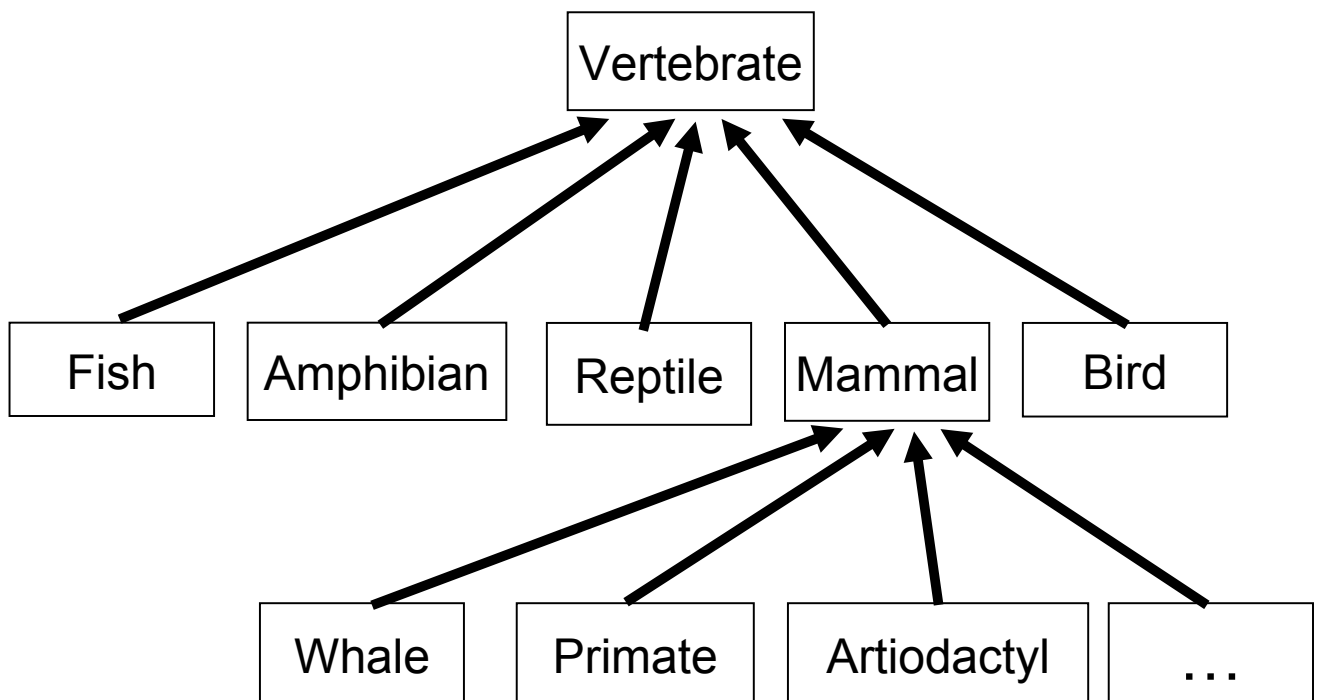 Vertebrate
Fish
Amphibian
Reptile
Mammal
Bird
Whale
Primate
Artiodactyl
...